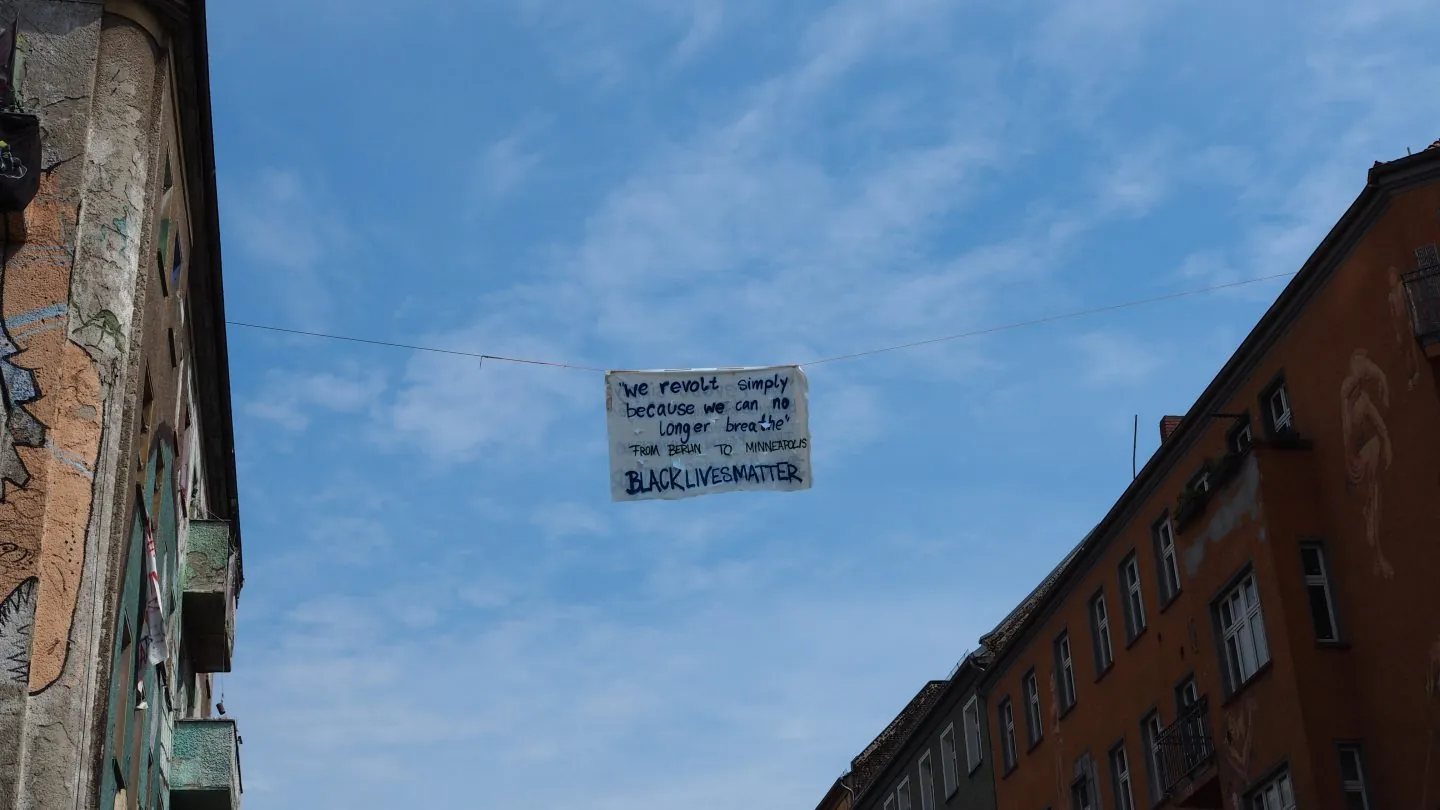 "we revolt simply
because we can no
longer breathe"
FROM BERLIN TO MINNEAPOLIS
BLACKLIVESMATTER